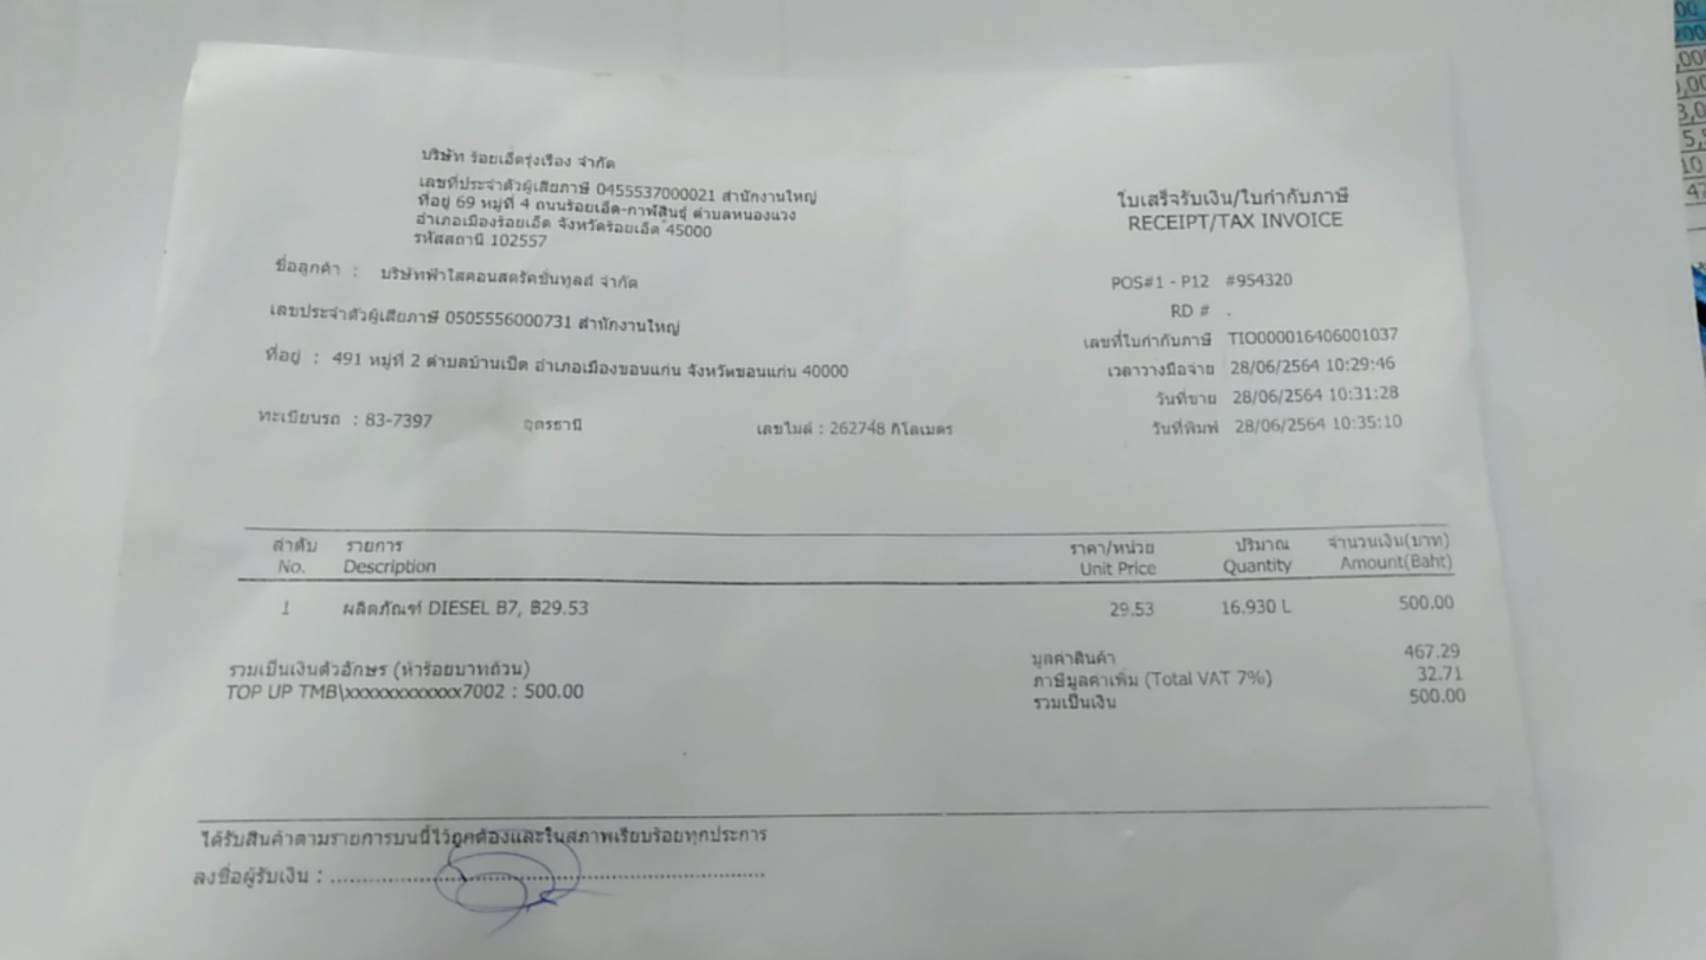 บริษัท ร้อยเอ็ดรุ่งเรือง จำกัด
เลขที่ประจำตัวผู้เสียภาษี 0455537000021 สำนักงานใหญ่
ที่อยู่ 69 หมู่ที่ 4 ถนนร้อยเอ็ด-กาฬสินธุ์ ตำบลหนองแวง
อำเภอเมืองร้อยเอ็ด จังหวัดร้อยเอ็ด 45000
รหัสสถานี 102557
ใบเสร็จรับเงิน/ใบกำกับภาษี
RECEIPT/TAX INVOICE
ชื่อลูกค้า : บริษัทฟ้าใสคอนสตรัคชั่นทูลส์ จำกัด
เลขประจำตัวผู้เสียภาษี 0505556000731 สำนักงานใหญ่
ที่อยู่ : 491 หมู่ที่ 2 ตำบลบ้านเป็ด อำเภอเมืองขอนแก่น จังหวัดขอนแก่น 40000
ทะเบียนรถ : 83-7397 อุดรธานี เลขไมล์ : 262748 กิโลเมตร
POS#1 - P12 #954320
RD # .
เลขที่ใบกำกับภาษี TIO000016406001037
เวลาวางมือจ่าย 28/06/2564 10:29:46
วันที่ขาย 28/06/2564 10:31:28
วันที่พิมพ์ 28/06/2564 10:35:10
ลำดับ รายการ ราคา/หน่วย ปริมาณ จำนวนเงิน(บาท)
No. Description Unit Price Quantity Amount(Baht)
1 ผลิตภัณฑ์ DIESEL B7, ฿29.53 29.53 16.930 L 500.00
รวมเป็นเงินตัวอักษร (ห้าร้อยบาทถ้วน)
TOP UP TMB\xxxxxxxxxxxx7002 : 500.00
มูลค่าสินค้า 467.29
ภาษีมูลค่าเพิ่ม (Total VAT 7%) 32.71
รวมเป็นเงิน 500.00
ได้รับสินค้าตามรายการบนนี้ไว้ถูกต้องและในสภาพเรียบร้อยทุกประการ
ลงชื่อผู้รับเงิน : ........................................................